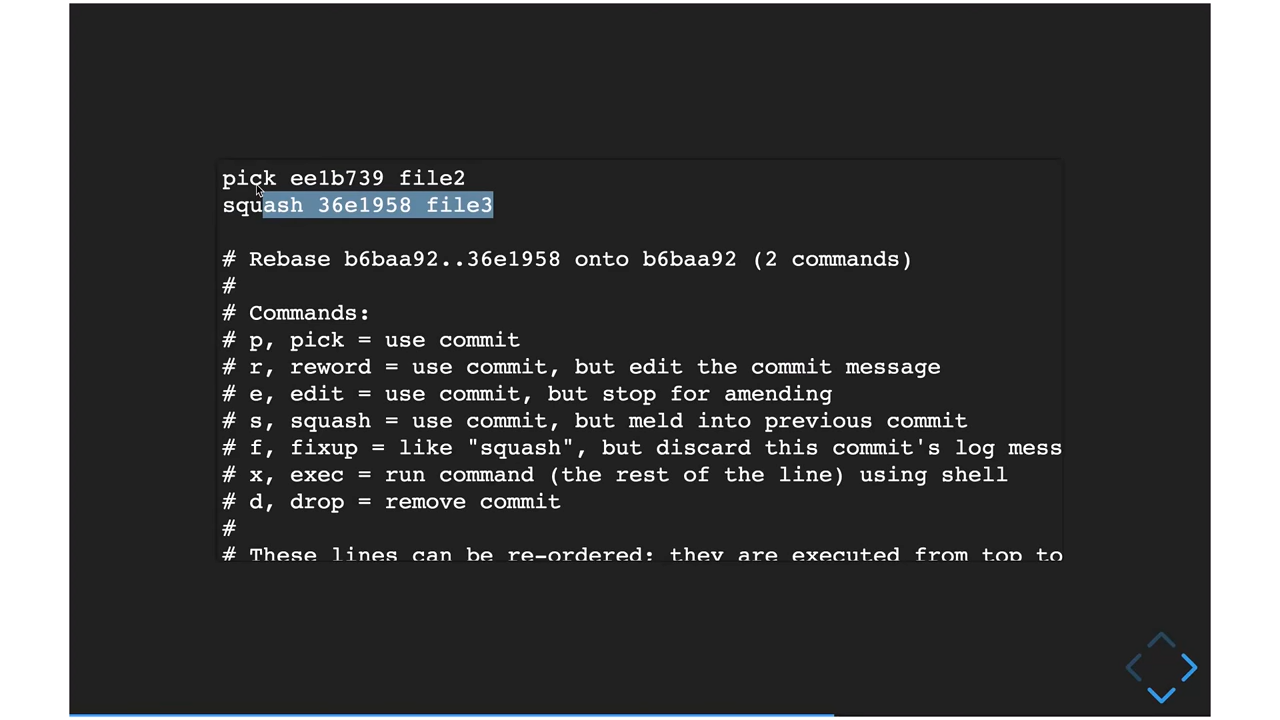 pick ee1b739 file2
squash 36e1958 file3
# Rebase b6baa92..36e1958 onto b6baa92 (2 commands)
#
# Commands:
# p, pick = use commit
# r, reword = use commit, but edit the commit message
# e, edit = use commit, but stop for amending
# s, squash = use commit, but meld into previous commit
# f, fixup = like "squash", but discard this commit's log mess
# x, exec = run command (the rest of the line) using shell
# d, drop = remove commit
#
# These lines can be re-ordered; they are executed from top to